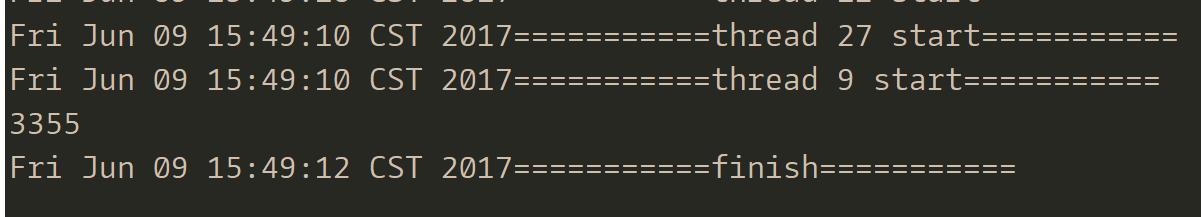 Fri Jun 09 15:49:10 CST 2017===========thread 27 start===========
Fri Jun 09 15:49:10 CST 2017===========thread 9 start===========
3355
Fri Jun 09 15:49:12 CST 2017===========finish===========